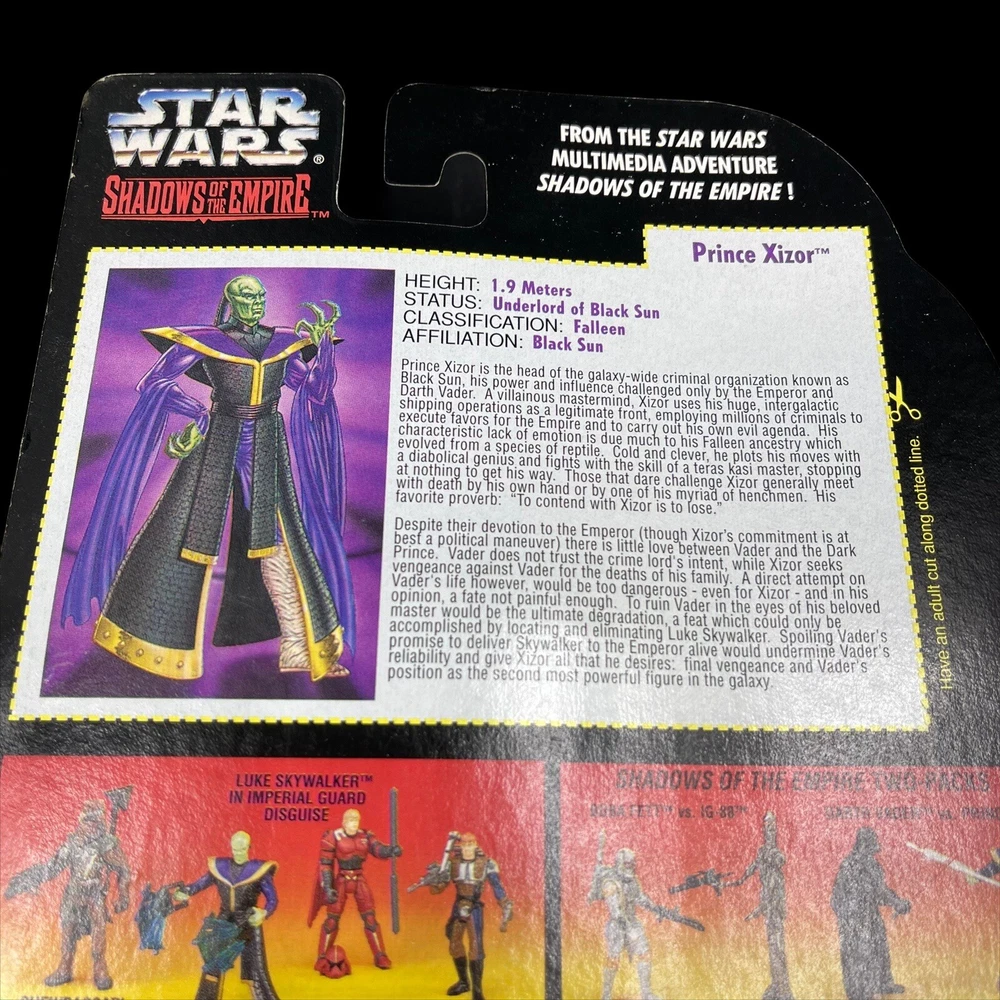 STAR
WARS®
SHADOWS OF THE EMPIRE™
FROM THE STAR WARS
MULTIMEDIA ADVENTURE
SHADOWS OF THE EMPIRE !
Prince Xizor™
HEIGHT: 1.9 Meters
STATUS: Underlord of Black Sun
CLASSIFICATION: Falleen
AFFILIATION: Black Sun
Prince Xizor is the head of the galaxy-wide criminal organization known as
Black Sun, his power and influence challenged only by the Emperor and
Darth Vader. A villainous mastermind, Xizor uses his huge, intergalactic
shipping operations as a legitimate front, employing millions of criminals to
execute favors for the Empire and to carry out his own evil agenda. His
characteristic lack of emotion is due much to his Falleen ancestry which
evolved from a species of reptile. Cold and clever, he plots his moves with
a diabolical genius and fights with the skill of a teras kasi master, stopping
at nothing to get his way. Those that dare challenge Xizor generally meet
with death by his own hand or by one of his myriad of henchmen. His
favorite proverb: "To contend with Xizor is to lose."
Despite their devotion to the Emperor (though Xizor's commitment is at
best a political maneuver) there is little love between Vader and the Dark
Prince. Vader does not trust the crime lord's intent, while Xizor seeks
vengeance against Vader for the deaths of his family. A direct attempt on
Vader's life however, would be too dangerous - even for Xizor - and in his
opinion, a fate not painful enough. To ruin Vader in the eyes of his beloved
master would be the ultimate degradation, a feat which could only be
accomplished by locating and eliminating Luke Skywalker. Spoiling Vader's
promise to deliver Skywalker to the Emperor alive would undermine Vader's
reliability and give Xizor all that he desires: final vengeance and Vader's
position as the second most powerful figure in the galaxy.
Have an adult cut along dotted line.
LUKE SKYWALKER™
IN IMPERIAL GUARD
DISGUISE
SHADOWS OF THE EMPIRE TWO-PACKS
BOBA FETT™ vs. IG-88™
DARTH VADER™ vs.